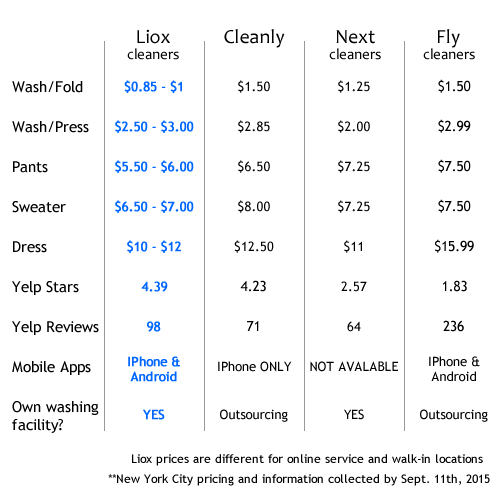 Liox Cleanly Next Fly
cleaners cleaners cleaners
Wash/Fold $0.85 - $1 $1.50 $1.25 $1.50
Wash/Press $2.50 - $3.00 $2.85 $2.00 $2.99
Pants $5.50 - $6.00 $6.50 $7.25 $7.50
Sweater $6.50 - $7.00 $8.00 $7.25 $7.50
Dress $10 - $12 $12.50 $11 $15.99
Yelp Stars 4.39 4.23 2.57 1.83
Yelp Reviews 98 71 64 236
Mobile Apps IPhone & Android IPhone ONLY NOT AVALABLE IPhone & Android
Own washing facility? YES Outsourcing YES Outsourcing
Liox prices are different for online service and walk-in locations
**New York City pricing and information collected by Sept. 11th, 2015